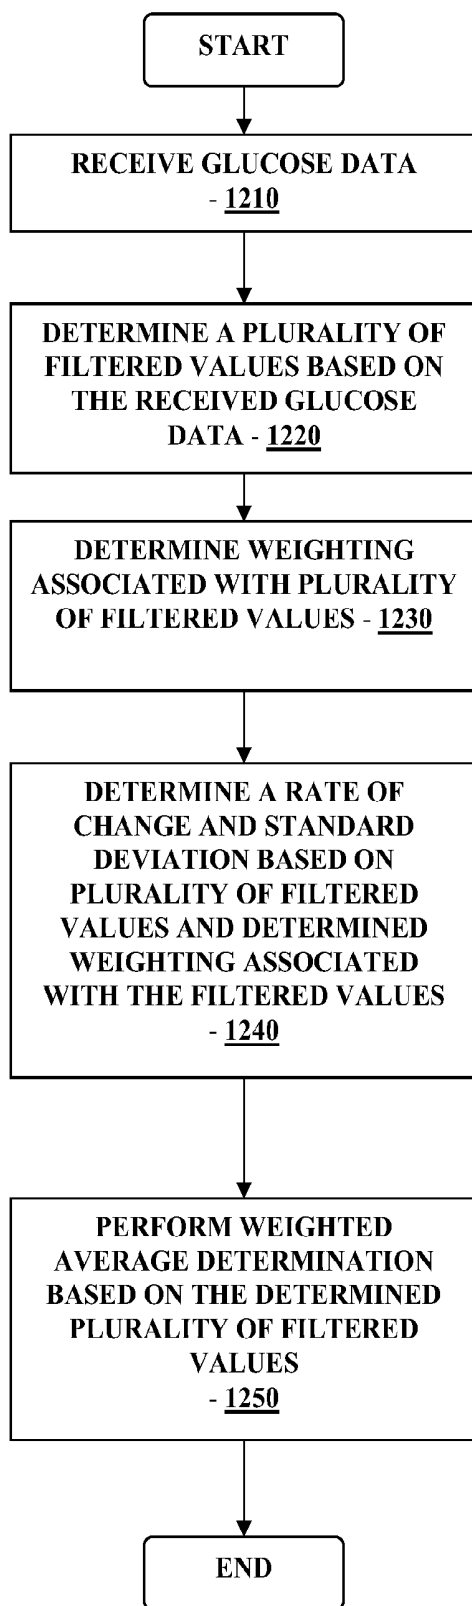 START
RECEIVE GLUCOSE DATA
- 1210
DETERMINE A PLURALITY OF
FILTERED VALUES BASED ON
THE RECEIVED GLUCOSE
DATA - 1220
DETERMINE WEIGHTING
ASSOCIATED WITH PLURALITY
OF FILTERED VALUES - 1230
DETERMINE A RATE OF
CHANGE AND STANDARD
DEVIATION BASED ON
PLURALITY OF FILTERED
VALUES AND DETERMINED
WEIGHTING ASSOCIATED
WITH THE FILTERED VALUES
- 1240
PERFORM WEIGHTED
AVERAGE DETERMINATION
BASED ON THE DETERMINED
PLURALITY OF FILTERED
VALUES
- 1250
END